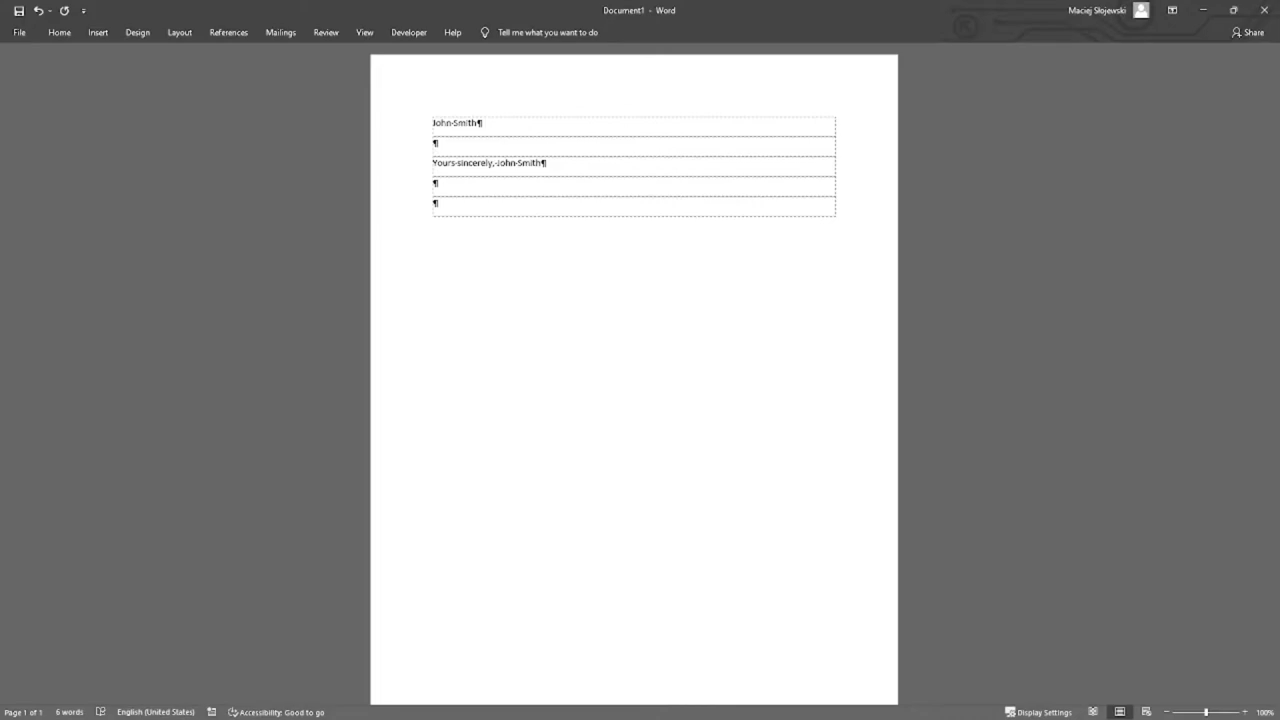 Document1 - Word
Maciej Słojewski
File Home Insert Design Layout References Mailings Review View Developer Help Tell me what you want to do
Share
John·Smith¶
¶
Yours·sincerely,·John·Smith¶
¶
¶
Page 1 of 1 6 words English (United States) Accessibility: Good to go
Display Settings 100%